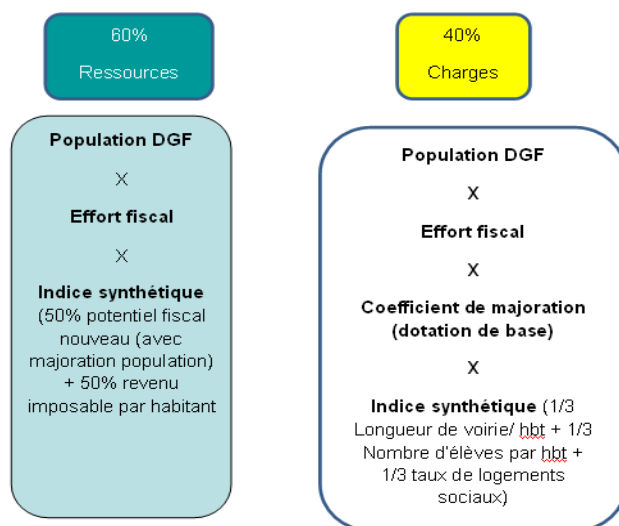 60%
Ressources
Population DGF
X
Effort fiscal
X
Indice synthétique
(50% potentiel fiscal
nouveau (avec
majoration population)
+ 50% revenu
imposable par habitant
40%
Charges
Population DGF
X
Effort fiscal
X
Coefficient de majoration
(dotation de base)
X
Indice synthétique (1/3
Longueur de voirie/ hbt + 1/3
Nombre d'élèves par hbt +
1/3 taux de logements
sociaux)